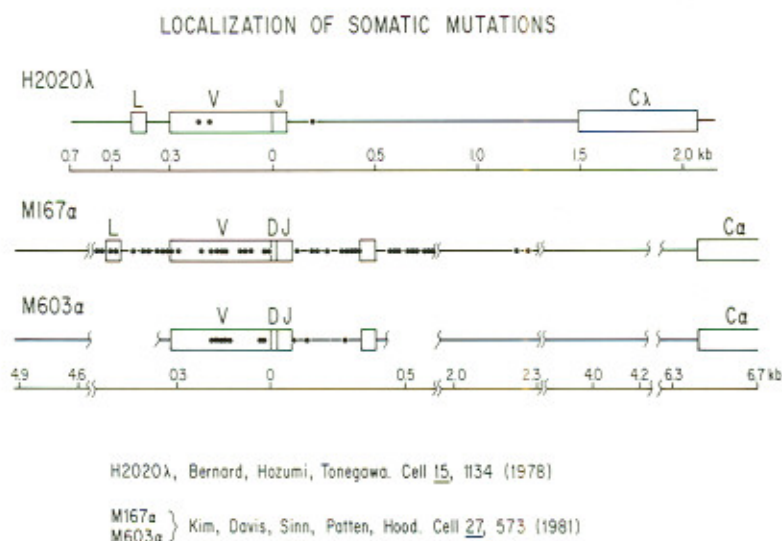 LOCALIZATION OF SOMATIC MUTATIONS
H2020λ
L V J Cλ
0.7 0.5 0.3 0 0.5 1.0 1.5 2.0 kb
M167α
L V D J Cα
M603α
V D J Cα
4.9 4.6 0.3 0 0.5 2.0 2.3 4.0 4.2 6.3 6.7 kb
H2020λ, Bernard, Hozumi, Tonegawa. Cell 15, 1134 (1978)
M167α
M603α } Kim, Davis, Sinn, Patten, Hood. Cell 27, 573 (1981)